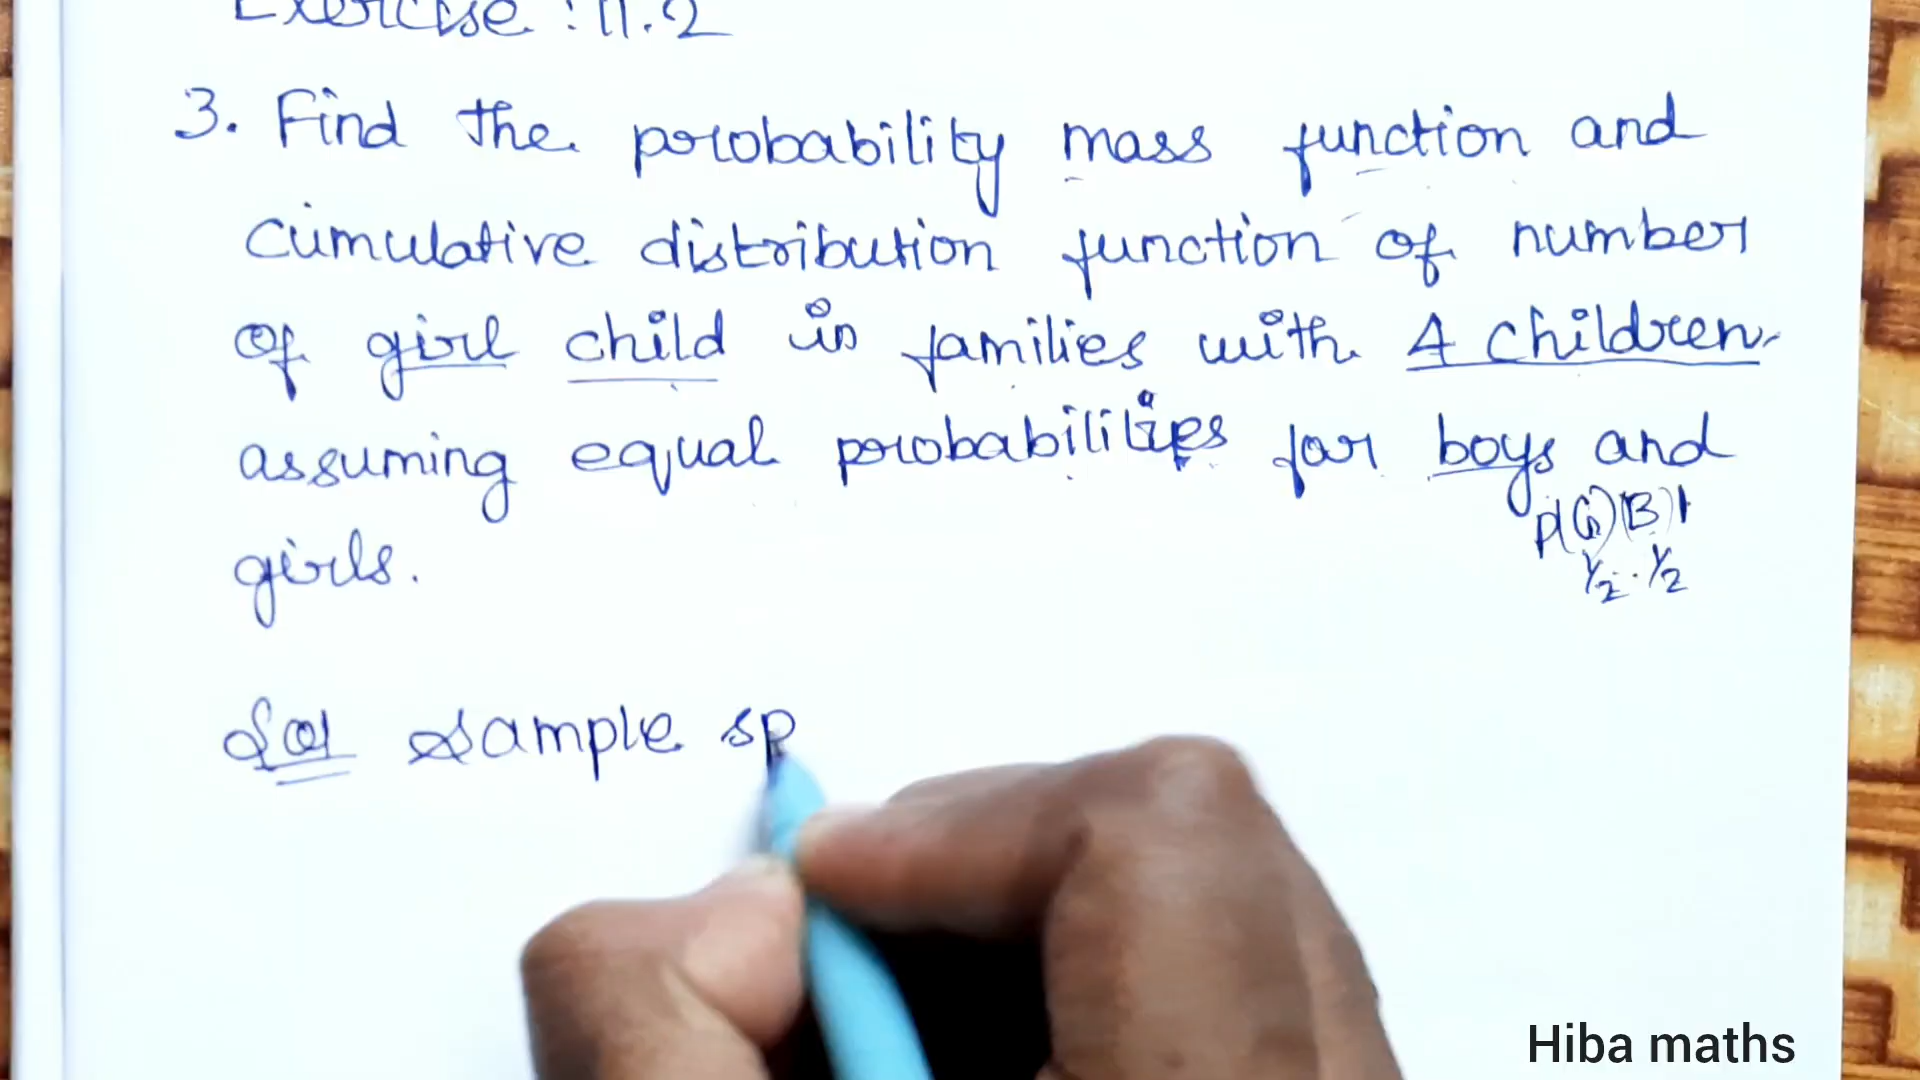 Exercise : 11.2
3. Find the probability mass function and
cumulative distribution function of number
of girl child in families with 4 children
assuming equal probabilities for boys and
girls.
P(G)(B)
1/2 . 1/2
Sol Sample sp
Hiba maths